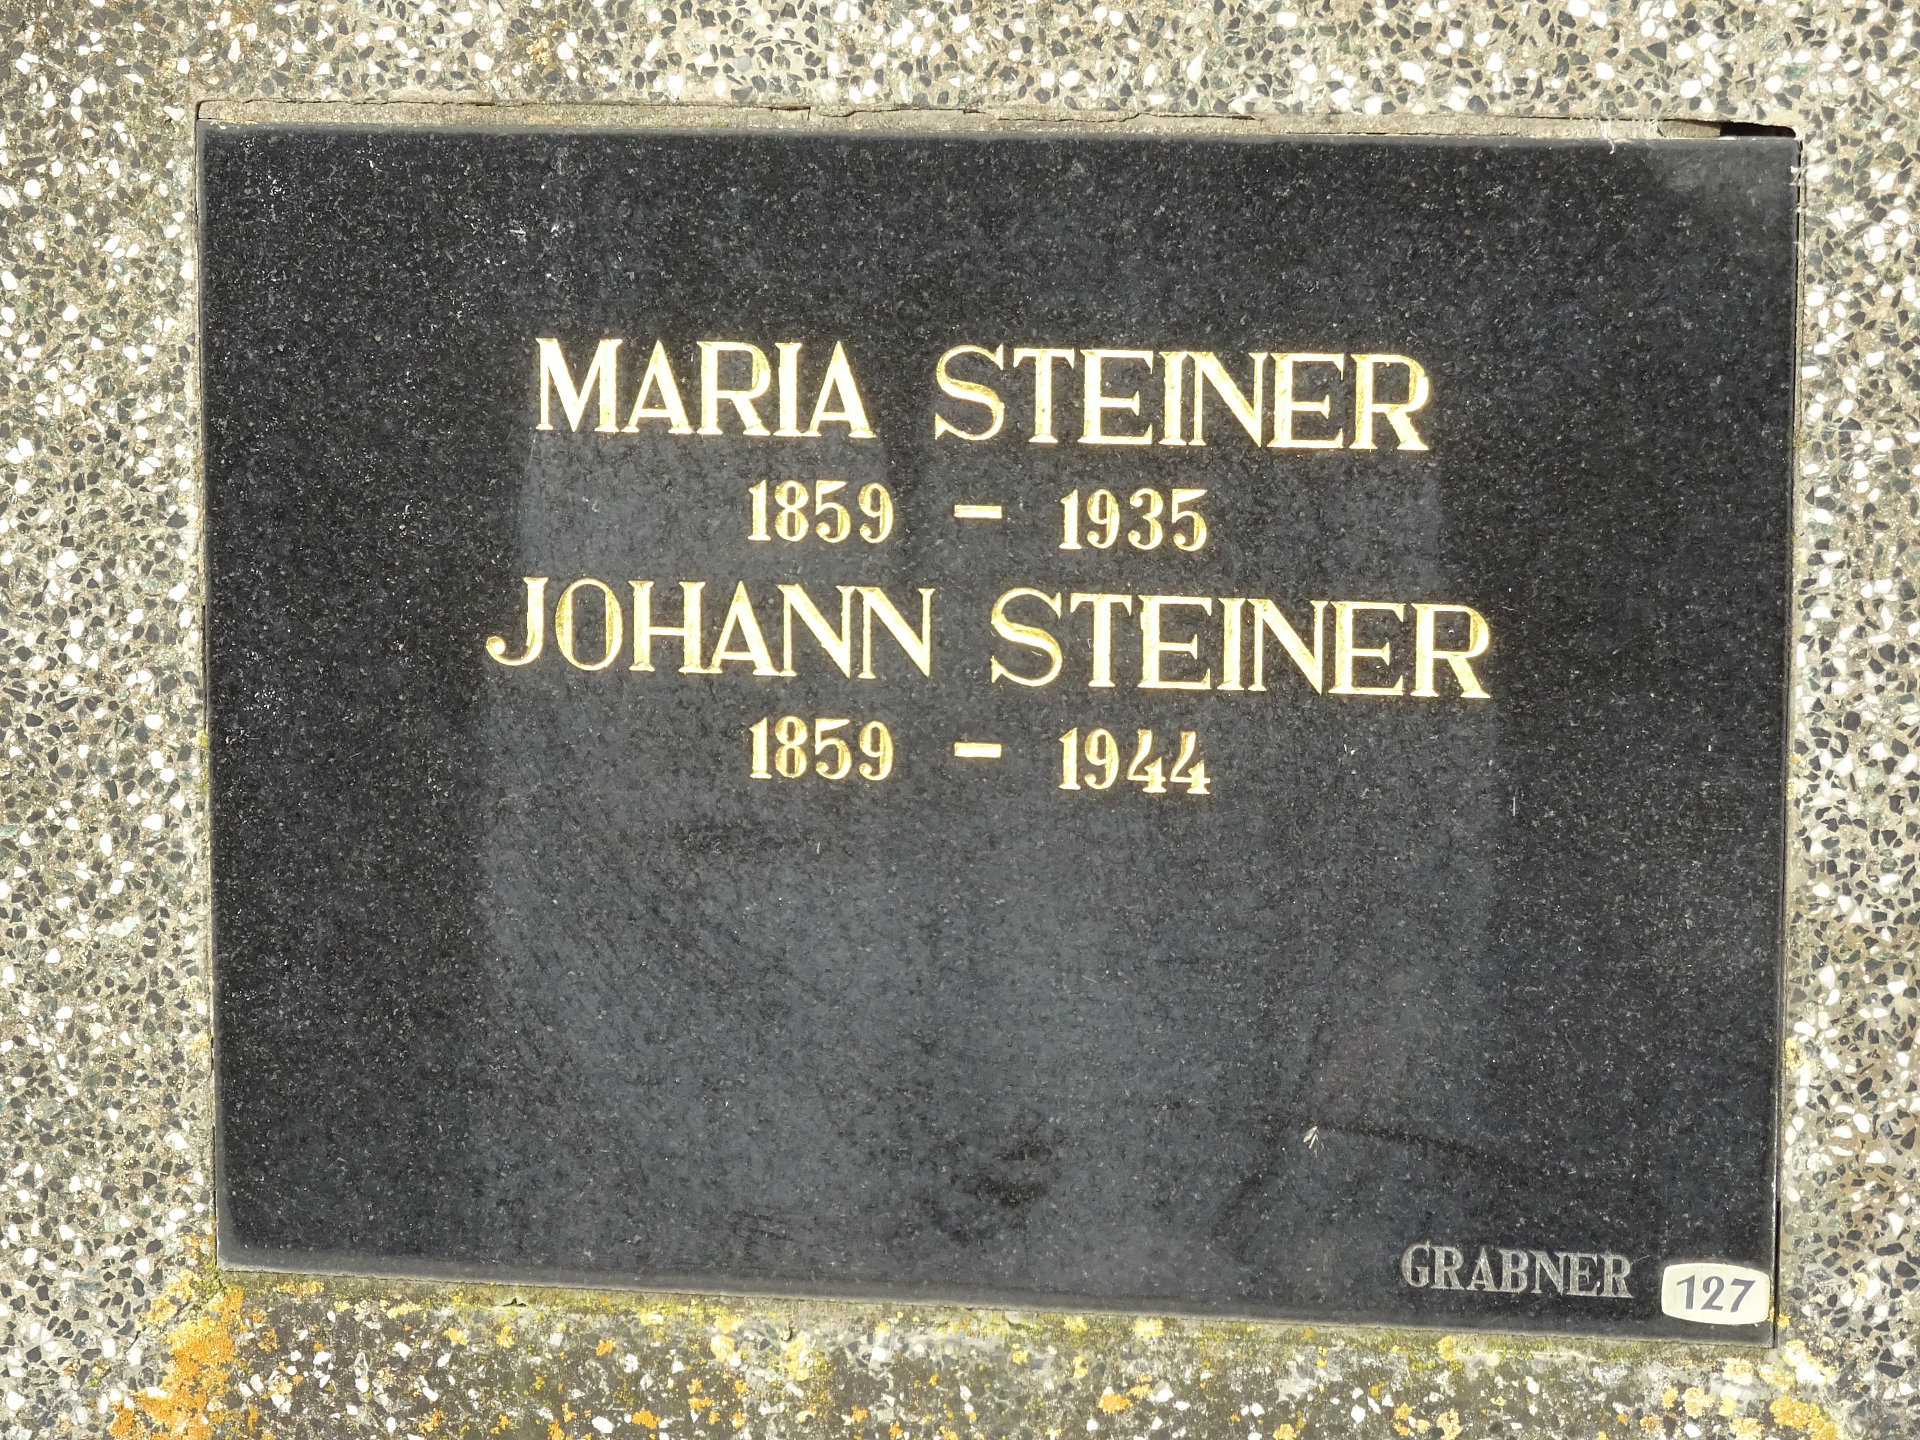 MARIA STEINER
1859 – 1935
JOHANN STEINER
1859 – 1944
GRABNER
127